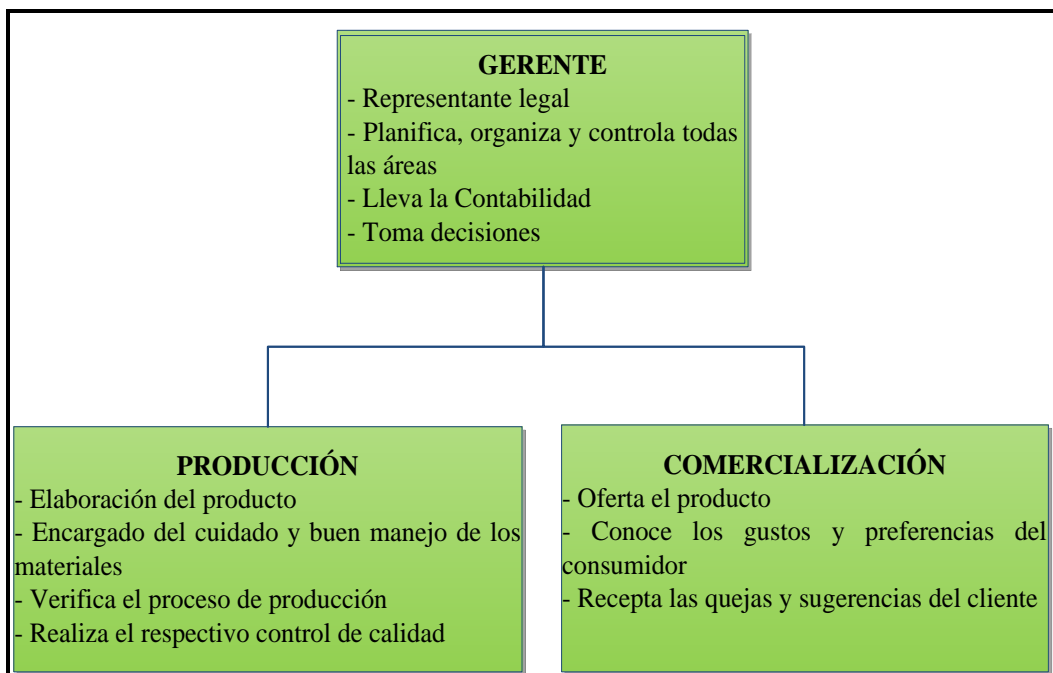 GERENTE
- Representante legal
- Planifica, organiza y controla todas
las áreas
- Lleva la Contabilidad
- Toma decisiones
PRODUCCIÓN
- Elaboración del producto
- Encargado del cuidado y buen manejo de los
materiales
- Verifica el proceso de producción
- Realiza el respectivo control de calidad
COMERCIALIZACIÓN
- Oferta el producto
- Conoce los gustos y preferencias del
consumidor
- Recepta las quejas y sugerencias del cliente